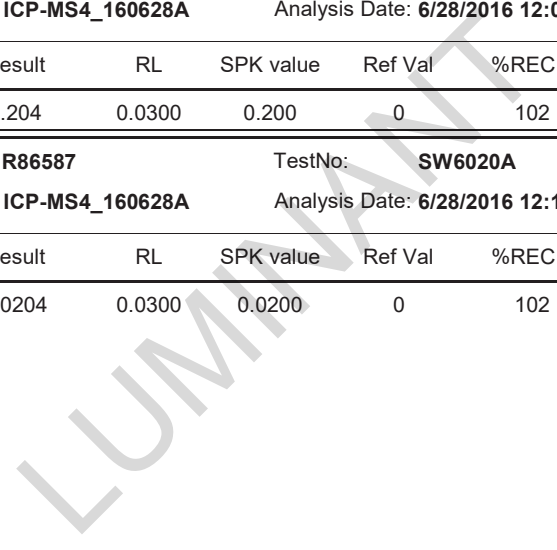 ICP-MS4_160628A Analysis Date: 6/28/2016 12:0
esult RL SPK value Ref Val %REC
.204 0.0300 0.200 0 102
R86587 TestNo: SW6020A
ICP-MS4_160628A Analysis Date: 6/28/2016 12:1
esult RL SPK value Ref Val %REC
0204 0.0300 0.0200 0 102
LUMINANT